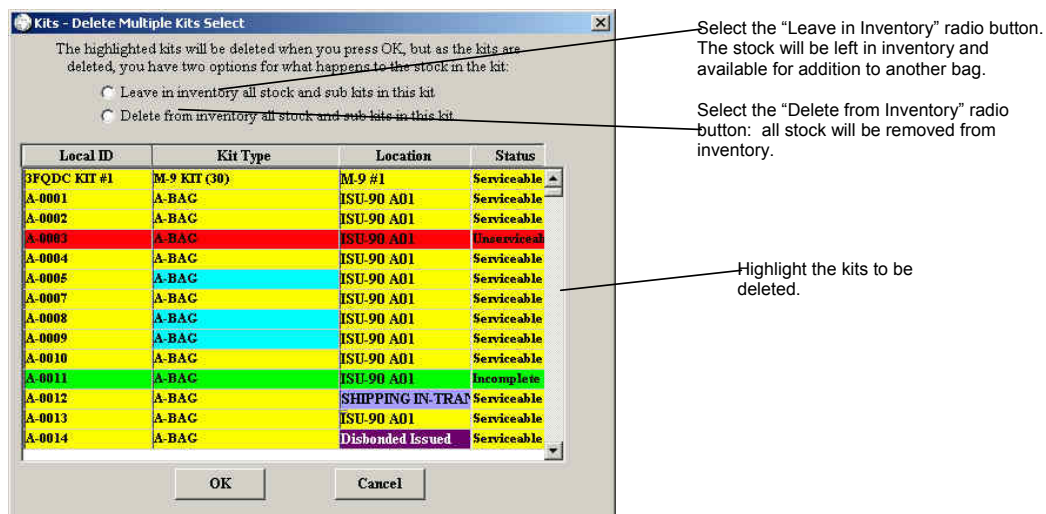 Kits - Delete Multiple Kits Select
The highlighted kits will be deleted when you press OK, but as the kits are
deleted, you have two options for what happens to the stock in the kit:
Leave in inventory all stock and sub kits in this kit
Delete from inventory all stock and sub kits in this kit
Local ID Kit Type Location Status
3FQDC KIT #1 M-9 KIT (30) M-9 #1 Serviceable
A-0001 A-BAG ISU-90 A01 Serviceable
A-0002 A-BAG ISU-90 A01 Serviceable
A-0003 A-BAG ISU-90 A01 Unserviceab
A-0004 A-BAG ISU-90 A01 Serviceable
A-0005 A-BAG ISU-90 A01 Serviceable
A-0007 A-BAG ISU-90 A01 Serviceable
A-0008 A-BAG ISU-90 A01 Serviceable
A-0009 A-BAG ISU-90 A01 Serviceable
A-0010 A-BAG ISU-90 A01 Serviceable
A-0011 A-BAG ISU-90 A01 Incomplete
A-0012 A-BAG SHIPPING IN-TRAN Serviceable
A-0013 A-BAG ISU-90 A01 Serviceable
A-0014 A-BAG Disbonded Issued Serviceable
OK Cancel
Select the “Leave in Inventory” radio button.
The stock will be left in inventory and
available for addition to another bag.
Select the “Delete from Inventory” radio
button:  all stock will be removed from
inventory.
Highlight the kits to be
deleted.